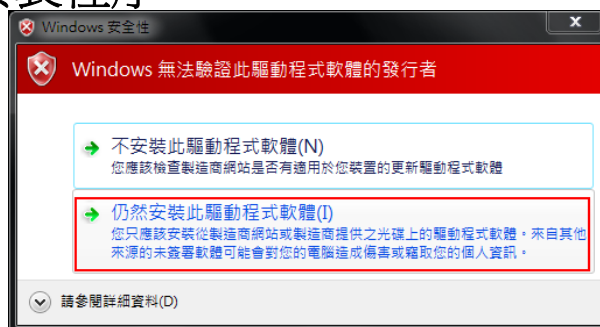 Windows 安全性
Windows 無法驗證此驅動程式軟體的發行者
不安裝此驅動程式軟體(N)
您應該檢查製造商網站是否有適用於您裝置的更新驅動程式軟體
仍然安裝此驅動程式軟體(I)
您只應該安裝從製造商網站或製造商提供之光碟上的驅動程式軟體。來自其他
來源的未簽署軟體可能會對您的電腦造成傷害或竊取您的個人資訊。
請參閱詳細資料(D)